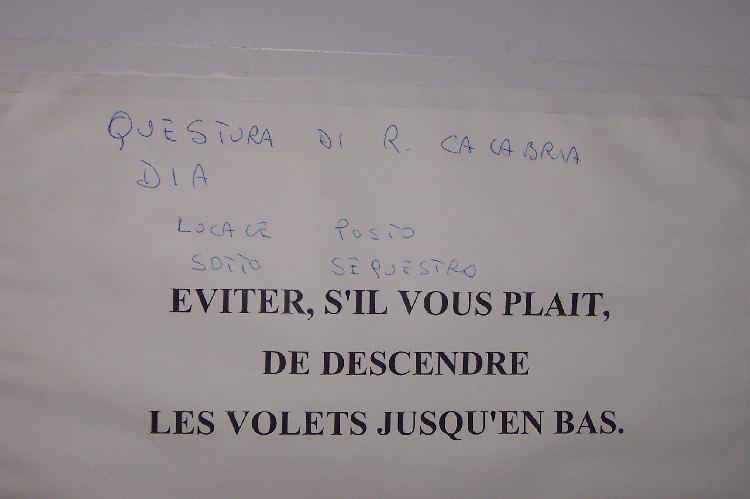 QUESTURA DI R. CALABRIA
DIA
LOCALE POSTO
SOTTO SEQUESTRO
EVITER, S'IL VOUS PLAIT,
DE DESCENDRE
LES VOLETS JUSQU'EN BAS.